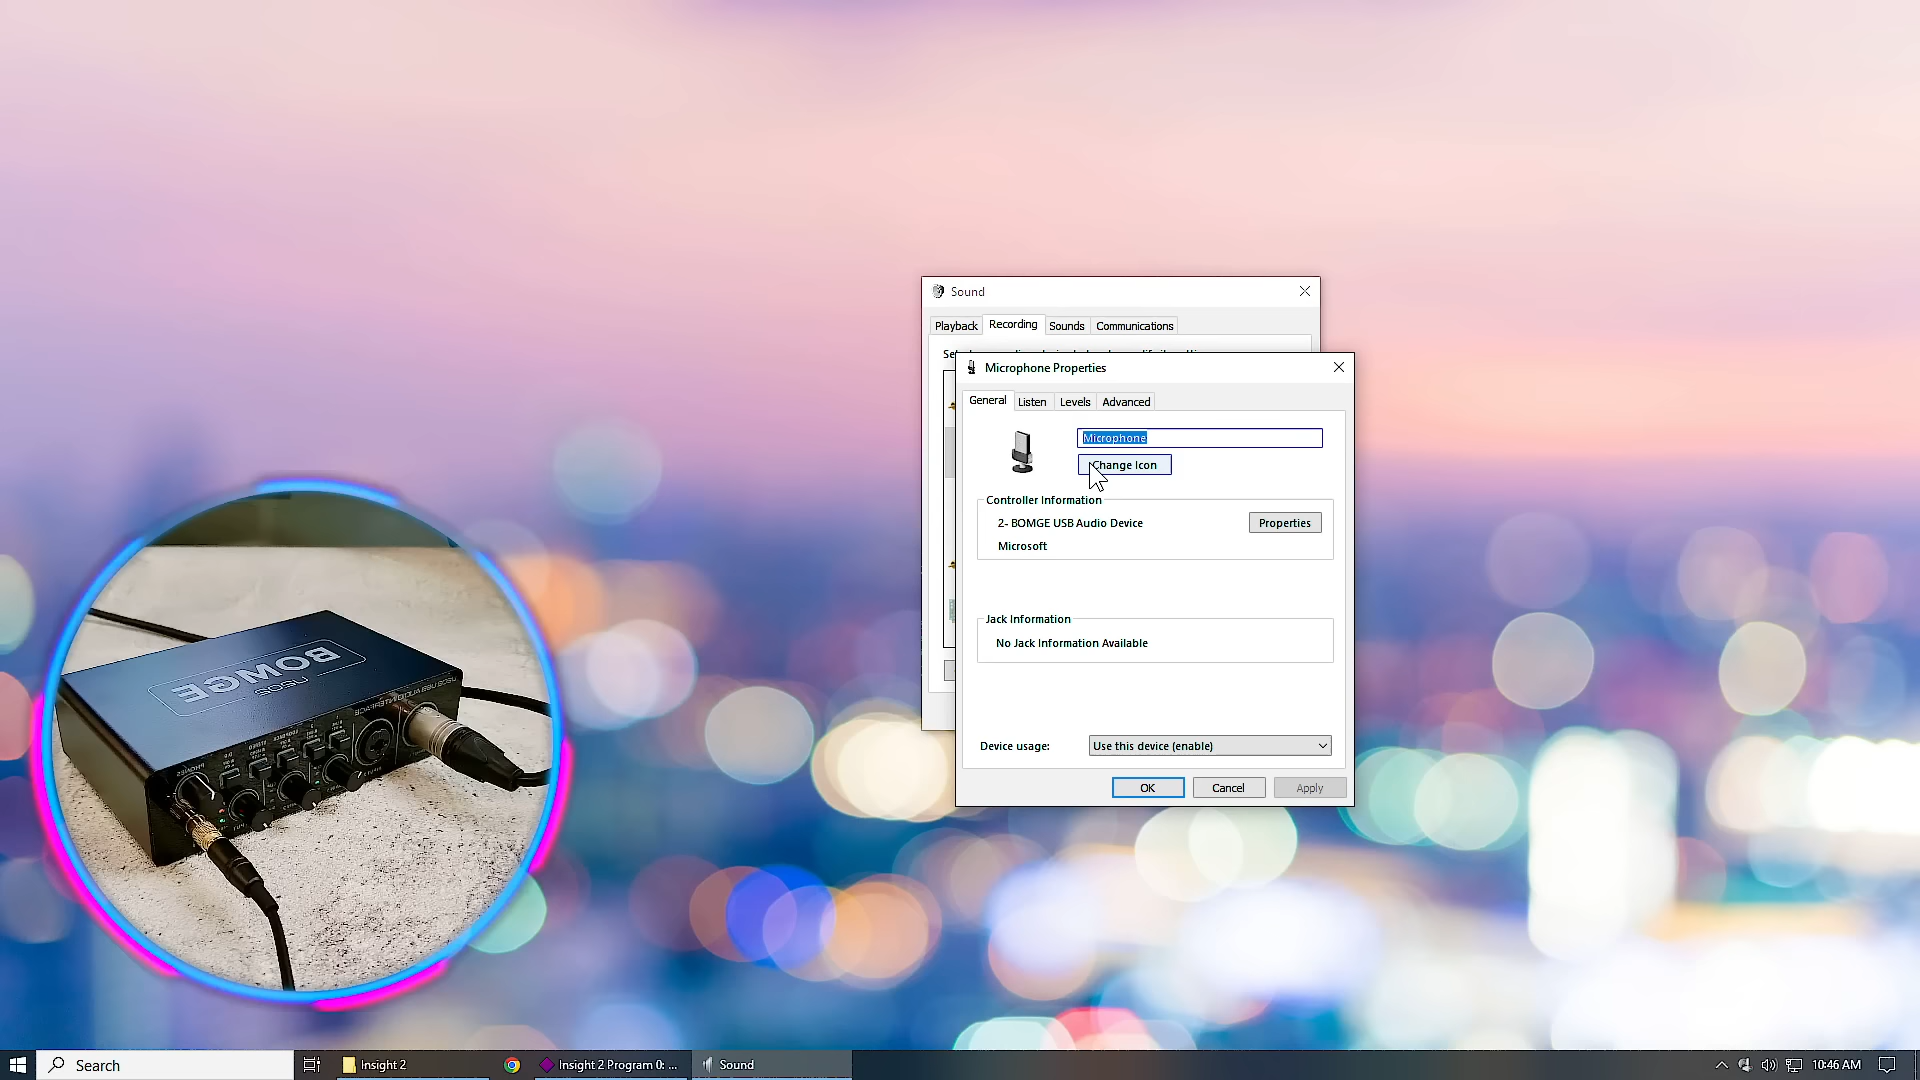 Sound
Playback
Recording
Sounds
Communications
Microphone Properties
General
Listen
Levels
Advanced
Microphone
Change Icon
Controller Information
2- BOMGE USB Audio Device
Properties
Microsoft
Jack Information
No Jack Information Available
Device usage:
Use this device (enable)
OK
Cancel
Apply
BOMGE
PHONES
Search
Insight 2
Insight 2 Program 0: ...
Sound
10:46 AM